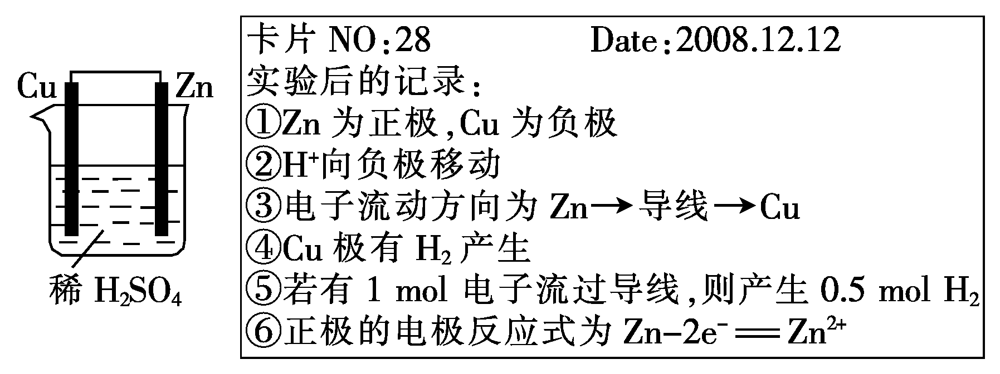 Cu
Zn
稀 H₂SO₄
卡片 NO:28 Date:2008.12.12
实验后的记录:
①Zn 为正极,Cu 为负极
②H⁺向负极移动
③电子流动方向为 Zn→导线→Cu
④Cu 极有 H₂产生
⑤若有 1 mol 电子流过导线,则产生 0.5 mol H₂
⑥正极的电极反应式为 Zn−2e⁻══Zn²⁺